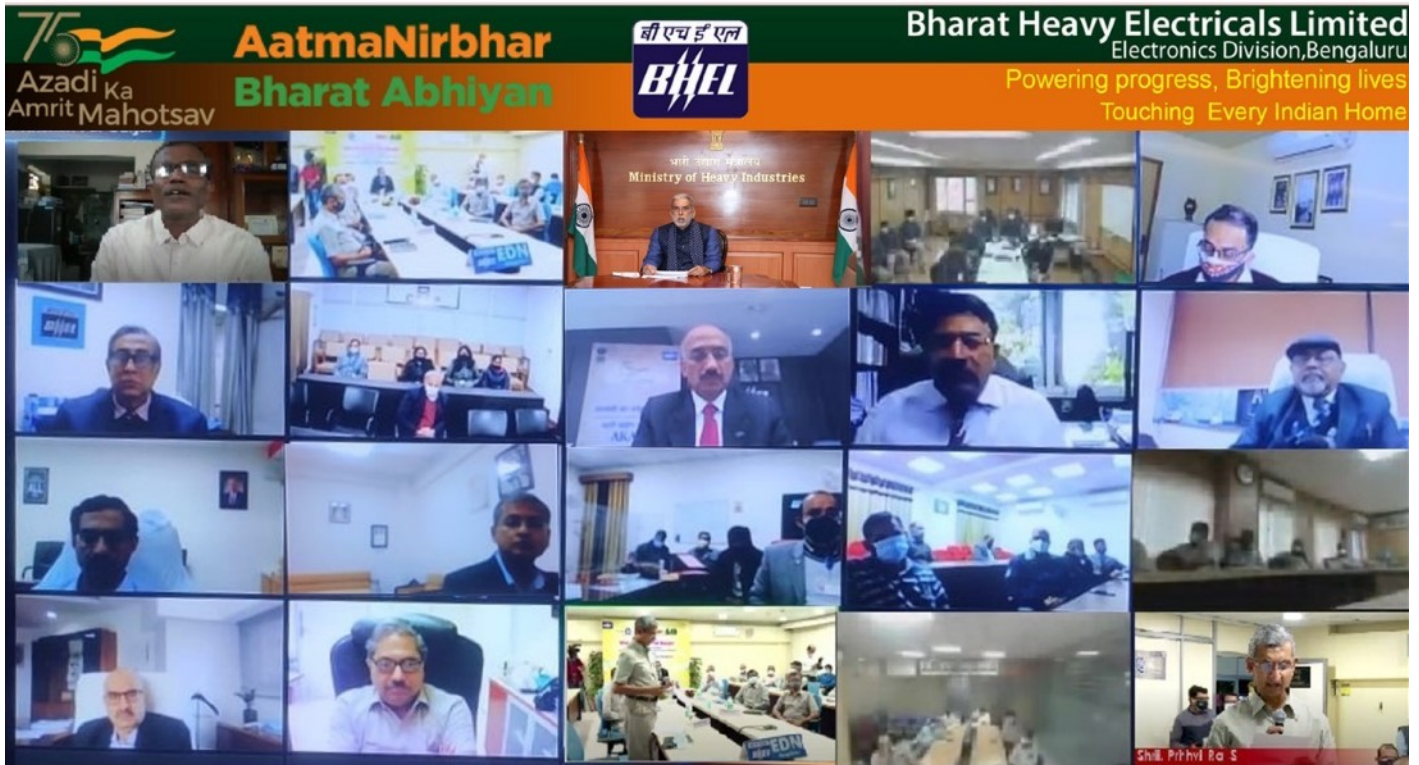 75
Azadi Ka
Amrit Mahotsav
AatmaNirbhar
Bharat Abhiyan
बी एच ई एल
BHEL
Bharat Heavy Electricals Limited
Electronics Division,Bengaluru
Powering progress, Brightening lives
Touching Every Indian Home
भारी उद्योग मंत्रालय
Ministry of Heavy Industries
EDN
BHEL
EDN
Shri. Prithvi Ra S